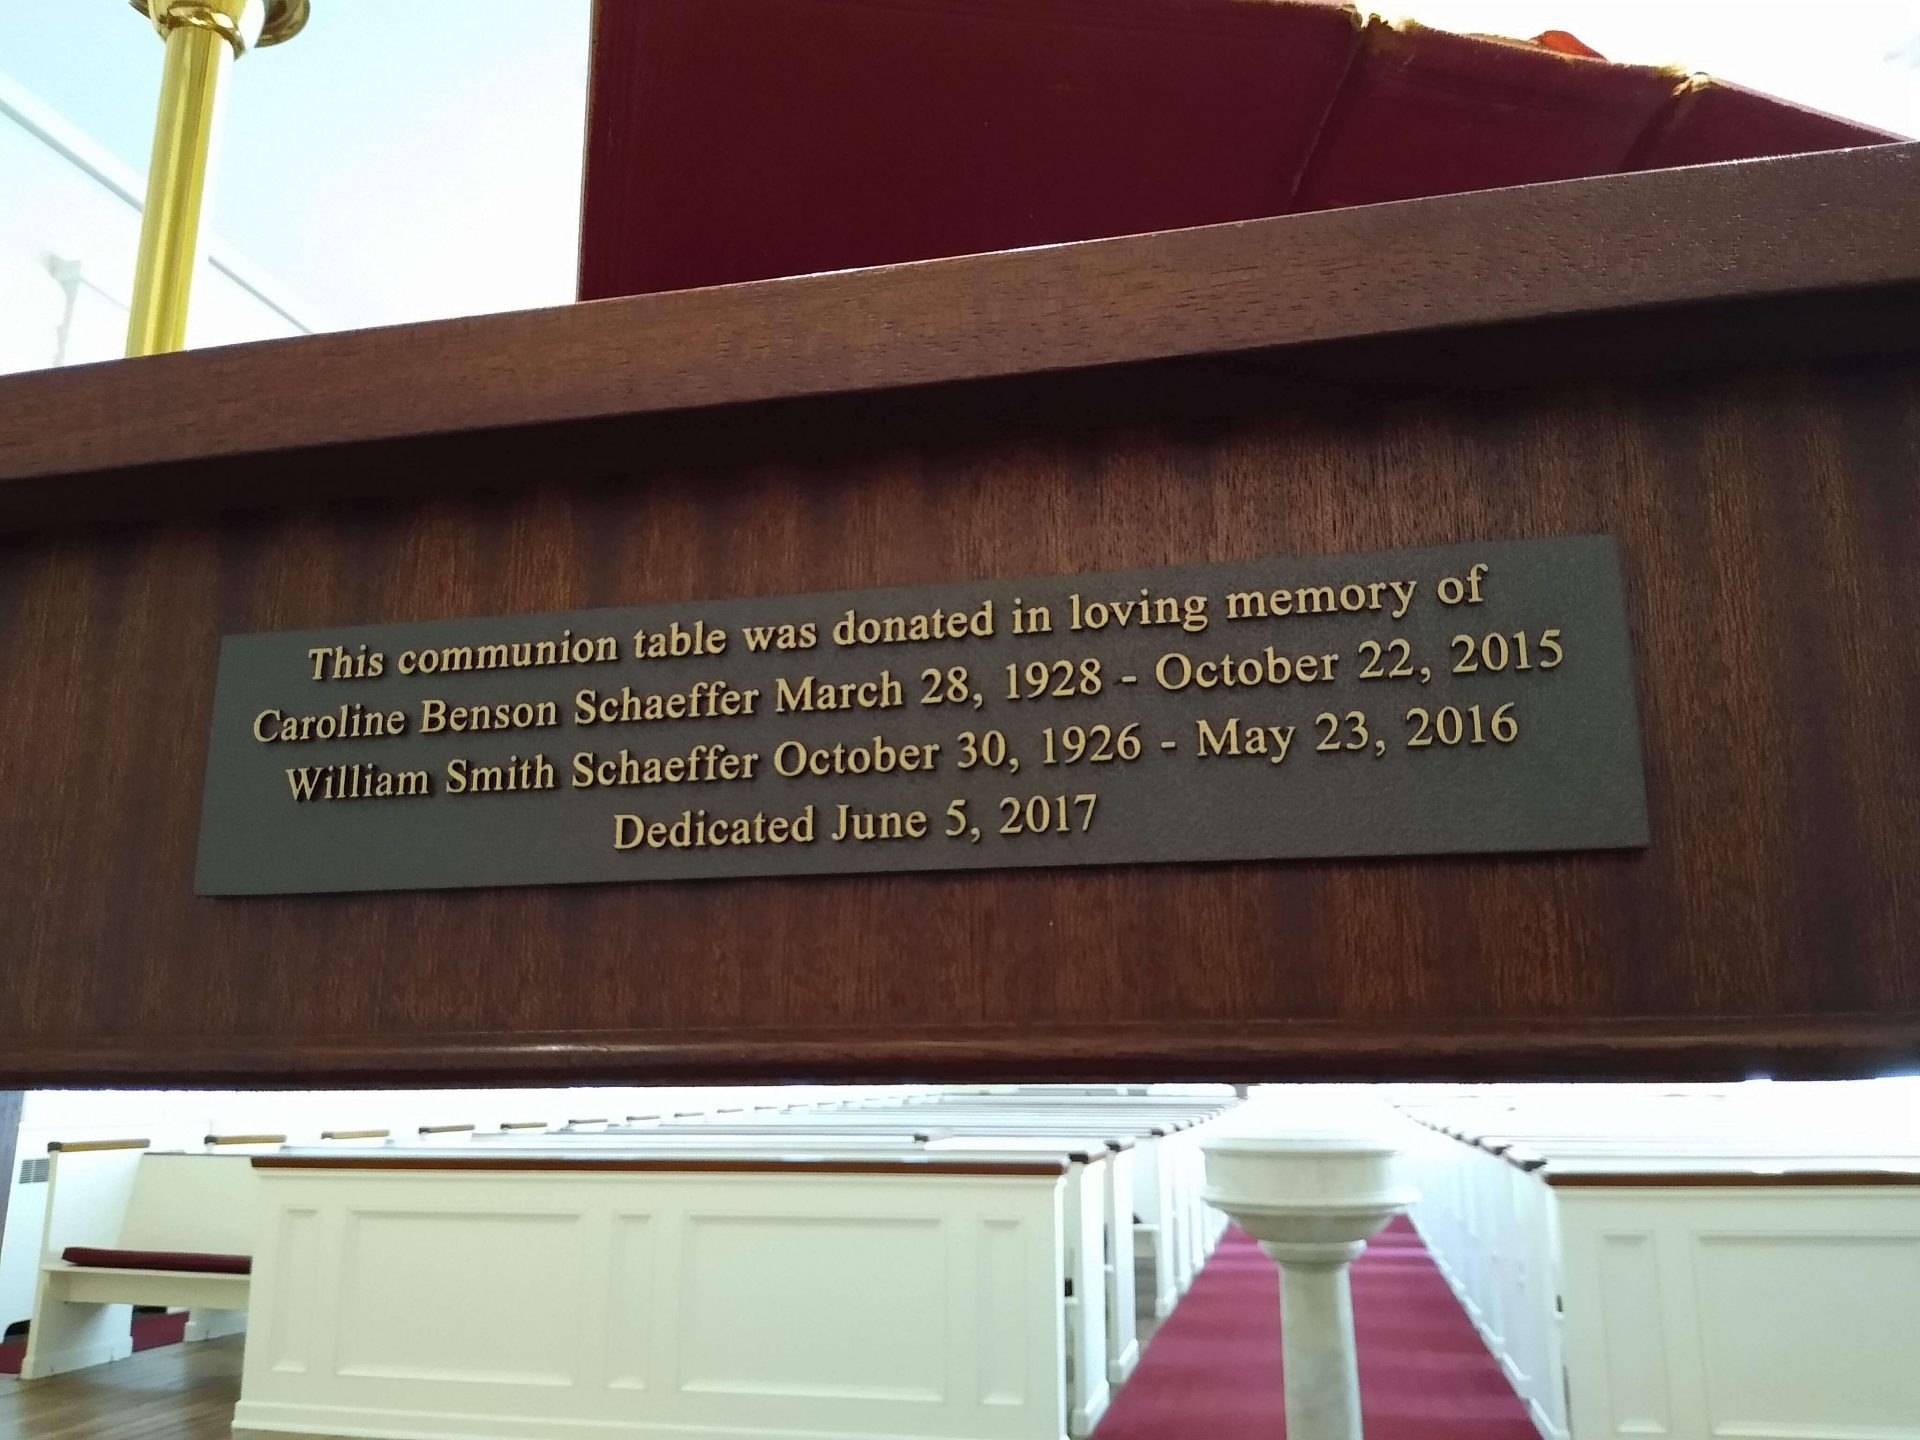 This communion table was donated in loving memory of
Caroline Benson Schaeffer March 28, 1928 - October 22, 2015
William Smith Schaeffer October 30, 1926 - May 23, 2016
Dedicated June 5, 2017